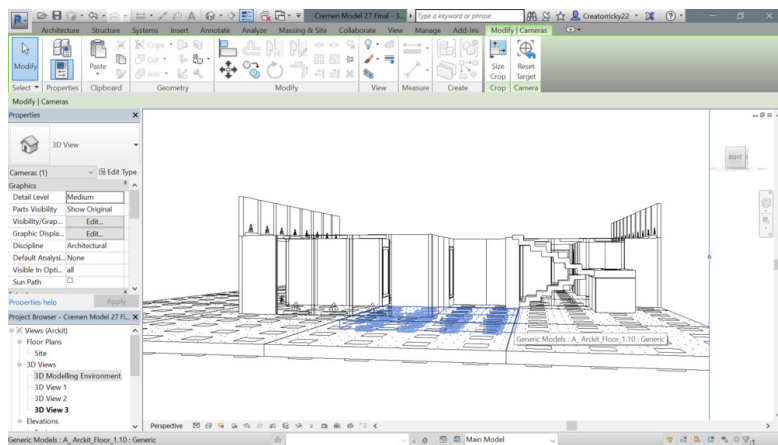 Cremen Model 27 Final - 3...
Type a keyword or phrase
Creatorricky22
Architecture Structure Systems Insert Annotate Analyze Massing & Site Collaborate View Manage Add-Ins Modify | Cameras
Modify
Paste
Cope
Cut
Join
Size Crop
Reset Target
Select Properties Clipboard Geometry Modify View Measure Create Crop Camera
Modify | Cameras
Properties
3D View
Cameras (1) Edit Type
Graphics
Detail Level Medium
Parts Visibility Show Original
Visibility/Grap... Edit...
Graphic Displa... Edit...
Discipline Architectural
Default Analysi... None
Visible In Opti... all
Sun Path
Properties help Apply
Project Browser - Cremen Model 27 Fi...
Views (Arckit)
Floor Plans
Site
3D Views
3D Modelling Environment
3D View 1
3D View 2
3D View 3
Elevations
RIGHT
Generic Models : A_ Arckit_Floor_1.10 : Generic
Perspective
Generic Models : A_ Arckit_Floor_1.10 : Generic :0 Main Model :1